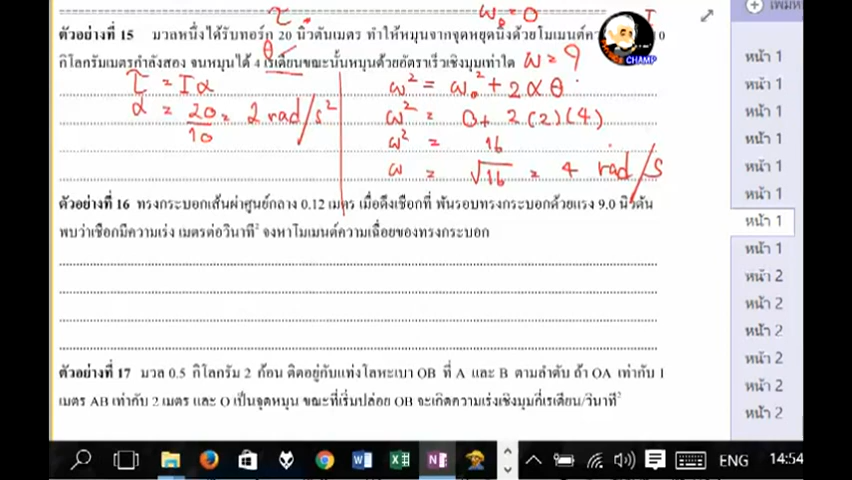 τ ω₀ = 0 I
ตัวอย่างที่ 15 มวลหนึ่งได้รับทอร์ก 20 นิวตันเมตร ทำให้หมุนจากจุดหยุดนิ่งด้วยโมเมนต์ 0
θ
กิโลกรัมเมตรกำลังสอง จนหมุนได้ 4 เรเดียนขณะนั้นหมุนด้วยอัตราเร็วเชิงมุมเท่าใด ω = ?
CHAMP
τ = Iα
ω² = ω₀² + 2αθ
α = 20/10 = 2 rad/s²
ω² = 0 + 2(2)(4)
ω² = 16
ω = √16 = 4 rad/s
ตัวอย่างที่ 16 ทรงกระบอกเส้นผ่าศูนย์กลาง 0.12 เมตร เมื่อดึงเชือกที่ พันรอบทรงกระบอกด้วยแรง 9.0 นิวตัน
พบว่าเชือกมีความเร่ง เมตรต่อวินาที² จงหาโมเมนต์ความเฉื่อยของทรงกระบอก
ตัวอย่างที่ 17 มวล 0.5 กิโลกรัม 2 ก้อน ติดอยู่กับแท่งโลหะเบา OB ที่ A และ B ตามลำดับ ถ้า OA เท่ากับ 1
เมตร AB เท่ากับ 2 เมตร และ O เป็นจุดหมุน ขณะที่เริ่มปล่อย OB จะเกิดความเร่งเชิงมุมกี่เรเดียน/วินาที²
หน้า 1
หน้า 1
หน้า 1
หน้า 1
หน้า 1
หน้า 1
หน้า 1
หน้า 1
หน้า 2
หน้า 2
หน้า 2
หน้า 2
หน้า 2
หน้า 2
ENG 14:54